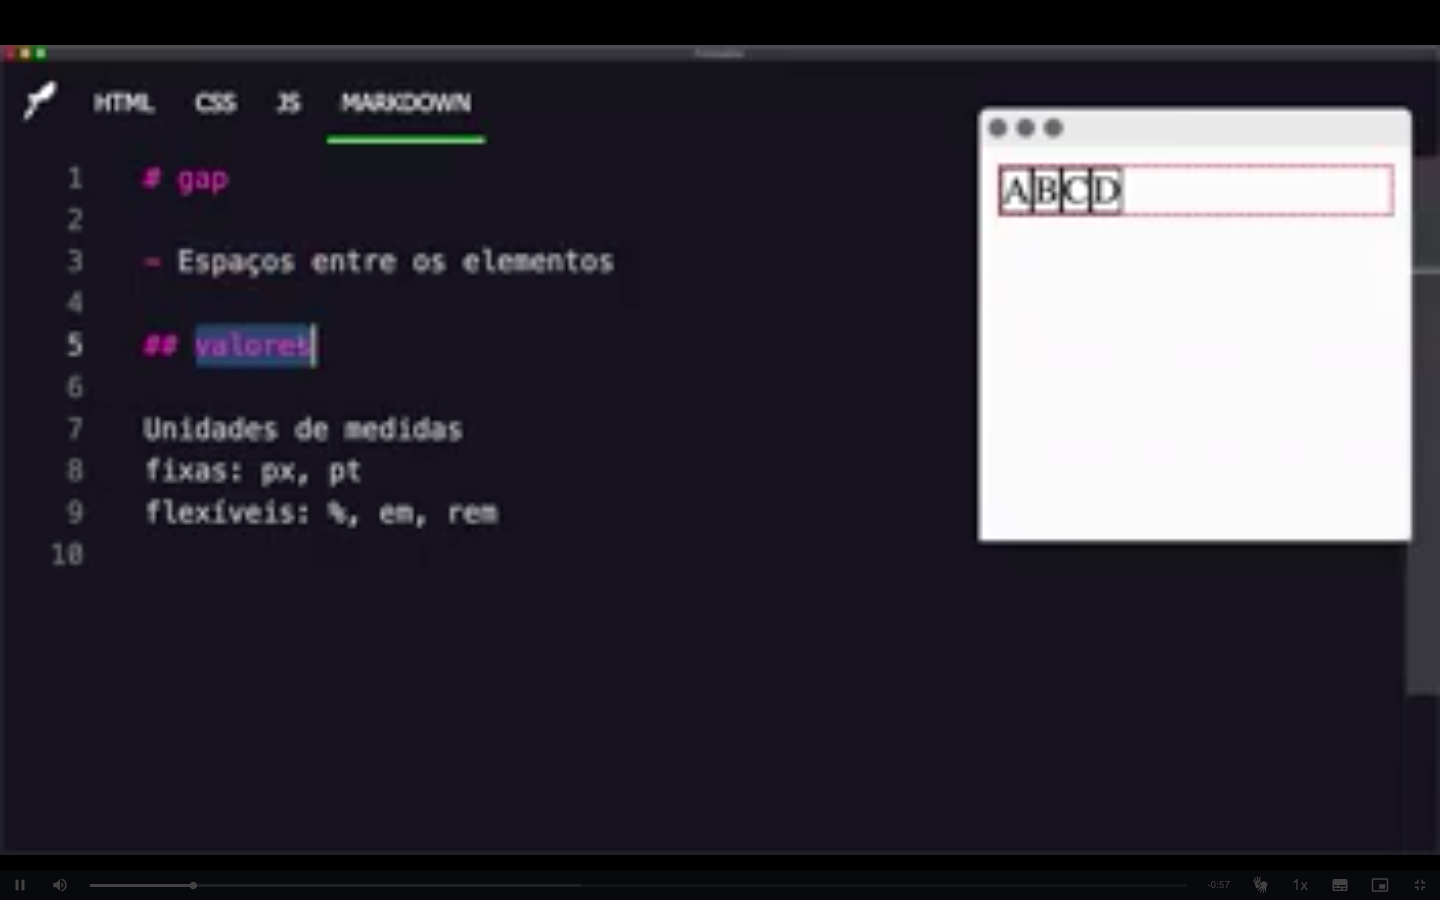 HTML CSS JS MARKDOWN
1 # gap
2
3 - Espaços entre os elementos
4
5 ## valores
6
7 Unidades de medidas
8 fixas: px, pt
9 flexíveis: %, em, rem
10
ABCD
-0:57 1x